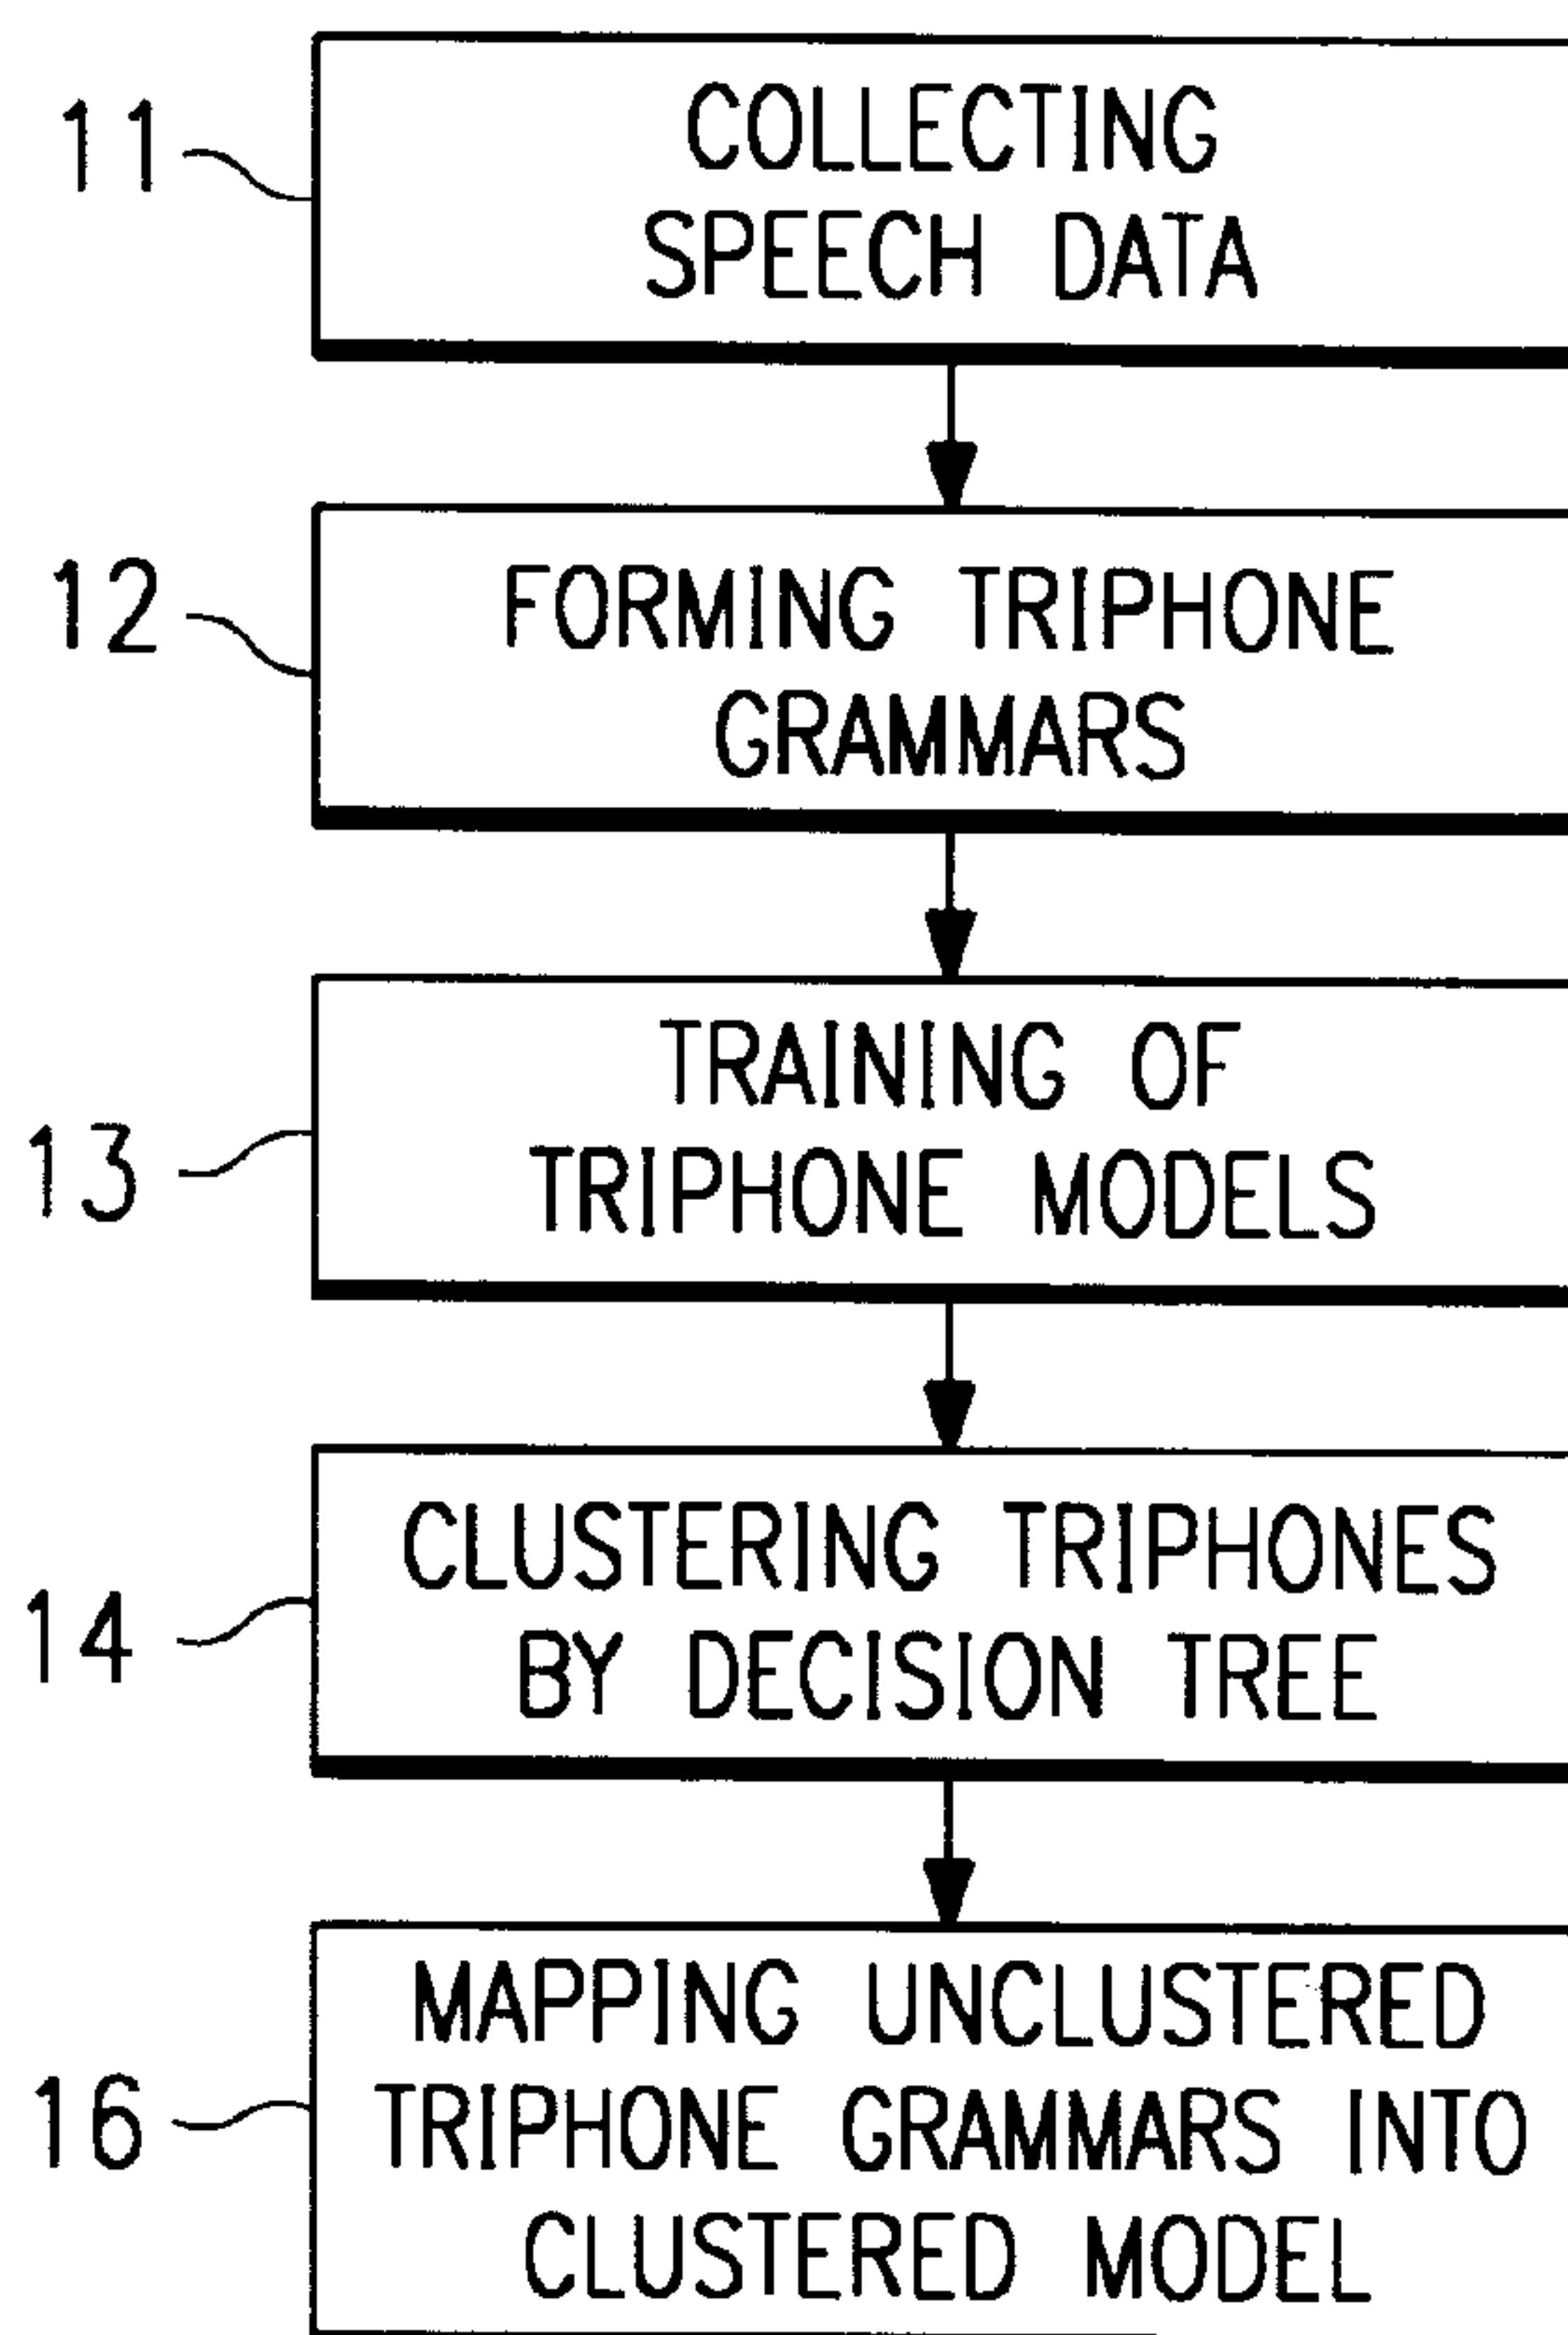 11
COLLECTING
SPEECH DATA
12
FORMING TRIPHONE
GRAMMARS
13
TRAINING OF
TRIPHONE MODELS
14
CLUSTERING TRIPHONES
BY DECISION TREE
16
MAPPING UNCLUSTERED
TRIPHONE GRAMMARS INTO
CLUSTERED MODEL